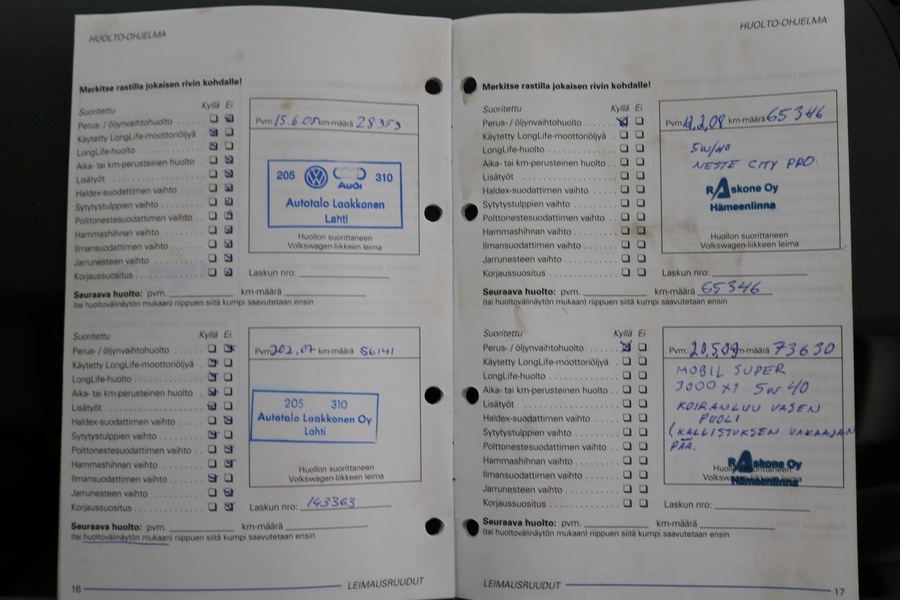 HUOLTO-OHJELMA
Merkitse rastilla jokaisen rivin kohdalle!
Suoritettu Kyllä Ei
Perus- / öljynvaihtohuolto
Käytetty LongLife-moottoriöljyä
LongLife-huolto
Aika- tai km-perusteinen huolto
Lisätyöt
Haldex-suodattimen vaihto
Sytytystulppien vaihto
Polttonestesuodattimen vaihto
Hammashihnan vaihto
Ilmansuodattimen vaihto
Jarrunesteen vaihto
Korjaussuositus
Pvm. 15.6.05 km-määrä 28353
205 Audi 310
Autotalo Laakkonen
Lahti
Huollon suorittaneen
Volkswagen-liikkeen leima
Laskun nro:
Seuraava huolto: pvm. km-määrä
(tai huoltovälinäytön mukaan) riippuen siitä kumpi saavutetaan ensin
Suoritettu Kyllä Ei
Perus- / öljynvaihtohuolto
Käytetty LongLife-moottoriöljyä
LongLife-huolto
Aika- tai km-perusteinen huolto
Lisätyöt
Haldex-suodattimen vaihto
Sytytystulppien vaihto
Polttonestesuodattimen vaihto
Hammashihnan vaihto
Ilmansuodattimen vaihto
Jarrunesteen vaihto
Korjaussuositus
Pvm. km-määrä 56141
205 310
Autotalo Laakkonen Oy
Lahti
Huollon suorittaneen
Volkswagen-liikkeen leima
Laskun nro: 143363
Seuraava huolto: pvm. km-määrä
(tai huoltovälinäytön mukaan) riippuen siitä kumpi saavutetaan ensin
16 LEIMAUSRUUDUT
HUOLTO-OHJELMA
Merkitse rastilla jokaisen rivin kohdalle!
Suoritettu Kyllä Ei
Perus- / öljynvaihtohuolto
Käytetty LongLife-moottoriöljyä
LongLife-huolto
Aika- tai km-perusteinen huolto
Lisätyöt
Haldex-suodattimen vaihto
Sytytystulppien vaihto
Polttonestesuodattimen vaihto
Hammashihnan vaihto
Ilmansuodattimen vaihto
Jarrunesteen vaihto
Korjaussuositus
Pvm. km-määrä 65346
5W/40
NESTE CITY PRO
RAskone Oy
Hämeenlinna
Huollon suorittaneen
Volkswagen-liikkeen leima
Laskun nro:
Seuraava huolto: pvm. km-määrä 65346
(tai huoltovälinäytön mukaan) riippuen siitä kumpi saavutetaan ensin
Suoritettu Kyllä Ei
Perus- / öljynvaihtohuolto
Käytetty LongLife-moottoriöljyä
LongLife-huolto
Aika- tai km-perusteinen huolto
Lisätyöt
Haldex-suodattimen vaihto
Sytytystulppien vaihto
Polttonestesuodattimen vaihto
Hammashihnan vaihto
Ilmansuodattimen vaihto
Jarrunesteen vaihto
Korjaussuositus
Pvm. 20.5.09 km-määrä 73630
MOBIL SUPER
3000 X1 5W 40
KOIRANLUU VASEN
PUOLI
(KALLISTUKSEN VAKAAJAN
PÄÄ.
RAskone Oy
Hämeenlinna
Laskun nro:
Seuraava huolto: pvm. km-määrä
(tai huoltovälinäytön mukaan) riippuen siitä kumpi saavutetaan ensin
LEIMAUSRUUDUT 17